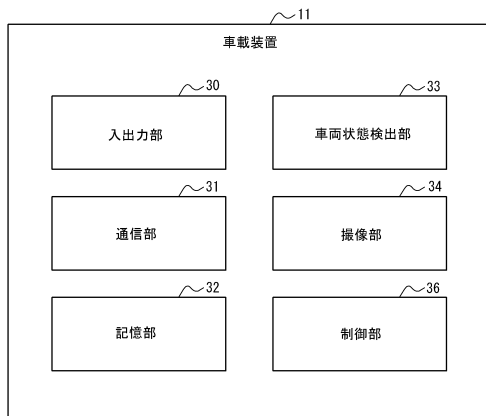 11
車載装置
30
入出力部
33
車両状態検出部
31
通信部
34
撮像部
32
記憶部
36
制御部